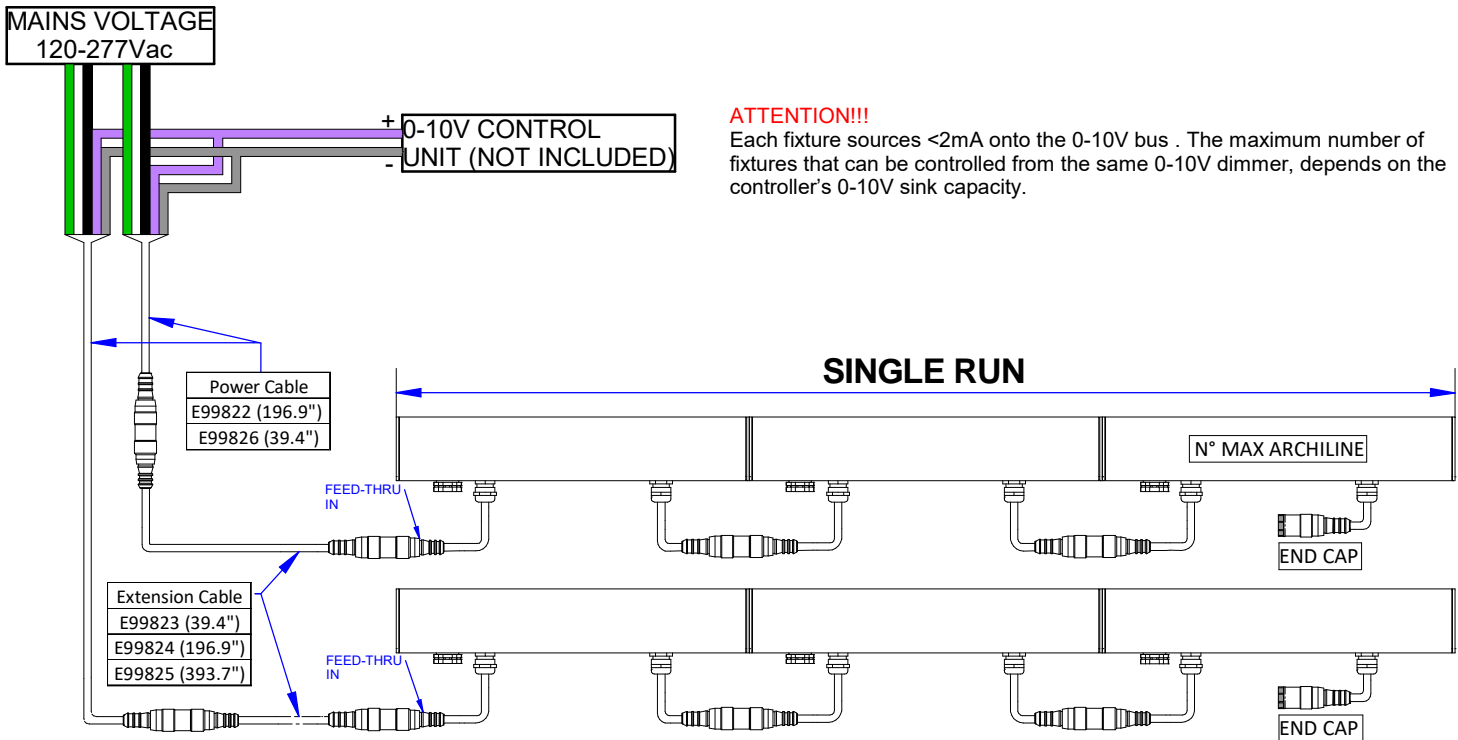 MAINS VOLTAGE
120-277Vac
+
0-10V CONTROL
UNIT (NOT INCLUDED)
-
ATTENTION!!!
Each fixture sources <2mA onto the 0-10V bus . The maximum number of
fixtures that can be controlled from the same 0-10V dimmer, depends on the
controller's 0-10V sink capacity.
Power Cable
E99822 (196.9")
E99826 (39.4")
SINGLE RUN
N° MAX ARCHILINE
FEED-THRU
IN
END CAP
Extension Cable
E99823 (39.4")
E99824 (196.9")
E99825 (393.7")
FEED-THRU
IN
END CAP